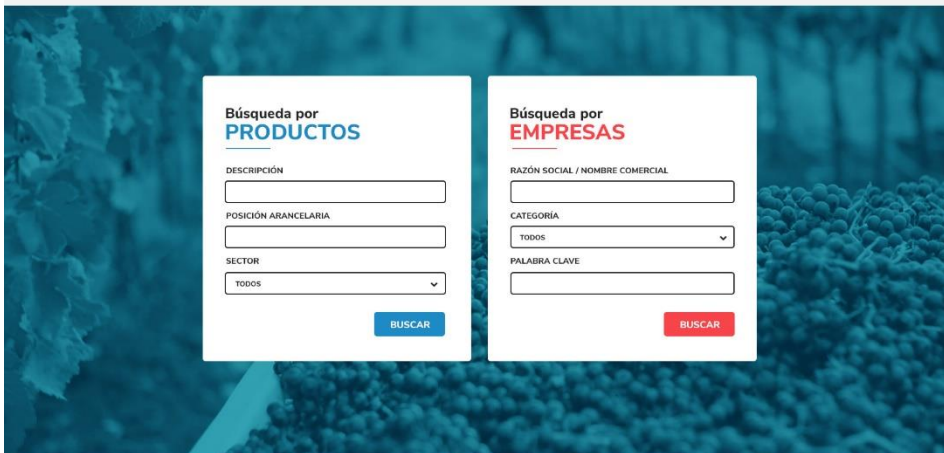 Búsqueda por
PRODUCTOS
DESCRIPCIÓN
POSICIÓN ARANCELARIA
SECTOR
TODOS
BUSCAR
Búsqueda por
EMPRESAS
RAZÓN SOCIAL / NOMBRE COMERCIAL
CATEGORÍA
TODOS
PALABRA CLAVE
BUSCAR